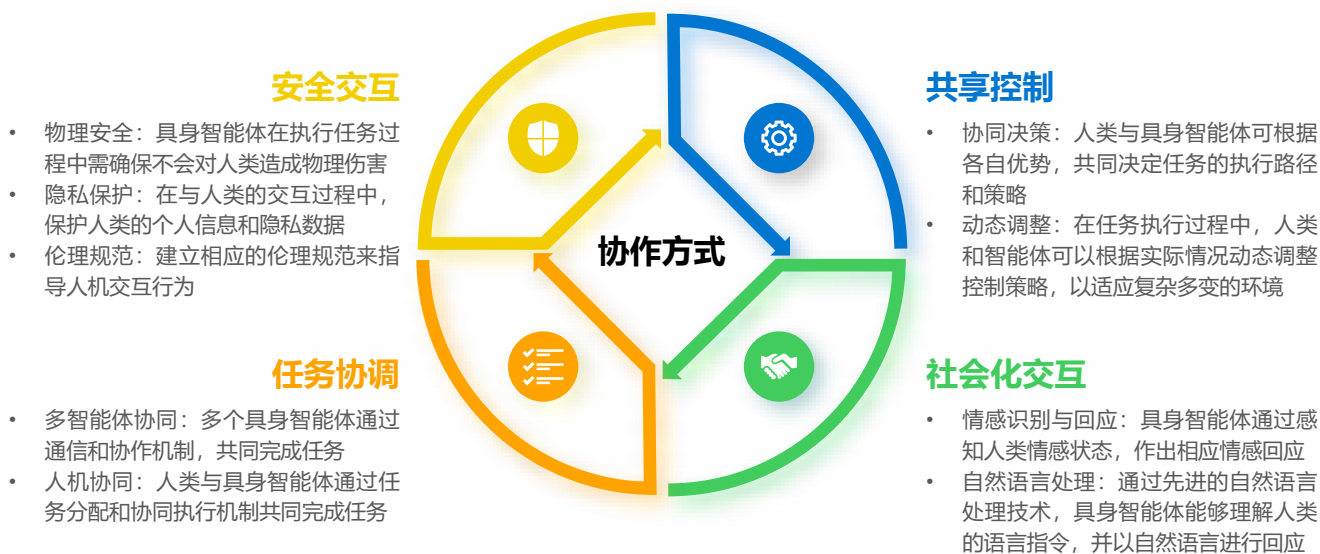 安全交互
• 物理安全：具身智能体在执行任务过
程中需确保不会对人类造成物理伤害
• 隐私保护：在与人类的交互过程中，
保护人类的个人信息和隐私数据
• 伦理规范：建立相应的伦理规范来指
导人机交互行为
共享控制
• 协同决策：人类与具身智能体可根据
各自优势，共同决定任务的执行路径
和策略
• 动态调整：在任务执行过程中，人类
和智能体可以根据实际情况动态调整
控制策略，以适应复杂多变的环境
协作方式
任务协调
• 多智能体协同：多个具身智能体通过
通信和协作机制，共同完成任务
• 人机协同：人类与具身智能体通过任
务分配和协同执行机制共同完成任务
社会化交互
• 情感识别与回应：具身智能体通过感
知人类情感状态，作出相应情感回应
• 自然语言处理：通过先进的自然语言
处理技术，具身智能体能够理解人类
的语言指令，并以自然语言进行回应